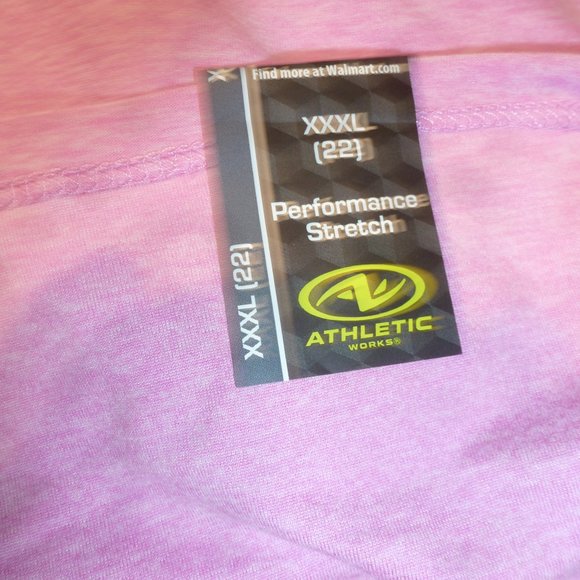 Find more at Walmart.com
X
XXXL
(22)
Performance
Stretch
XXXL (22)
ATHLETIC
WORKS®